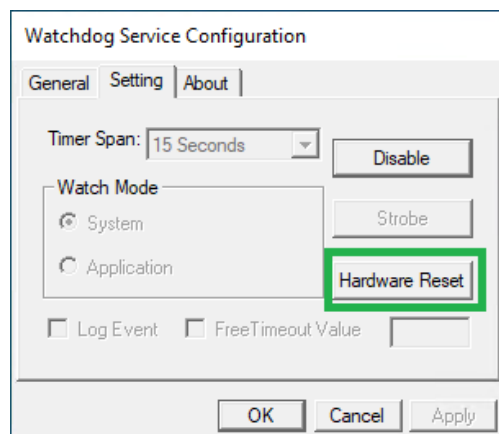 Watchdog Service Configuration
General Setting About
Timer Span: 15 Seconds
Disable
Watch Mode
System
Strobe
Application
Hardware Reset
Log Event FreeTimeout Value
OK Cancel Apply